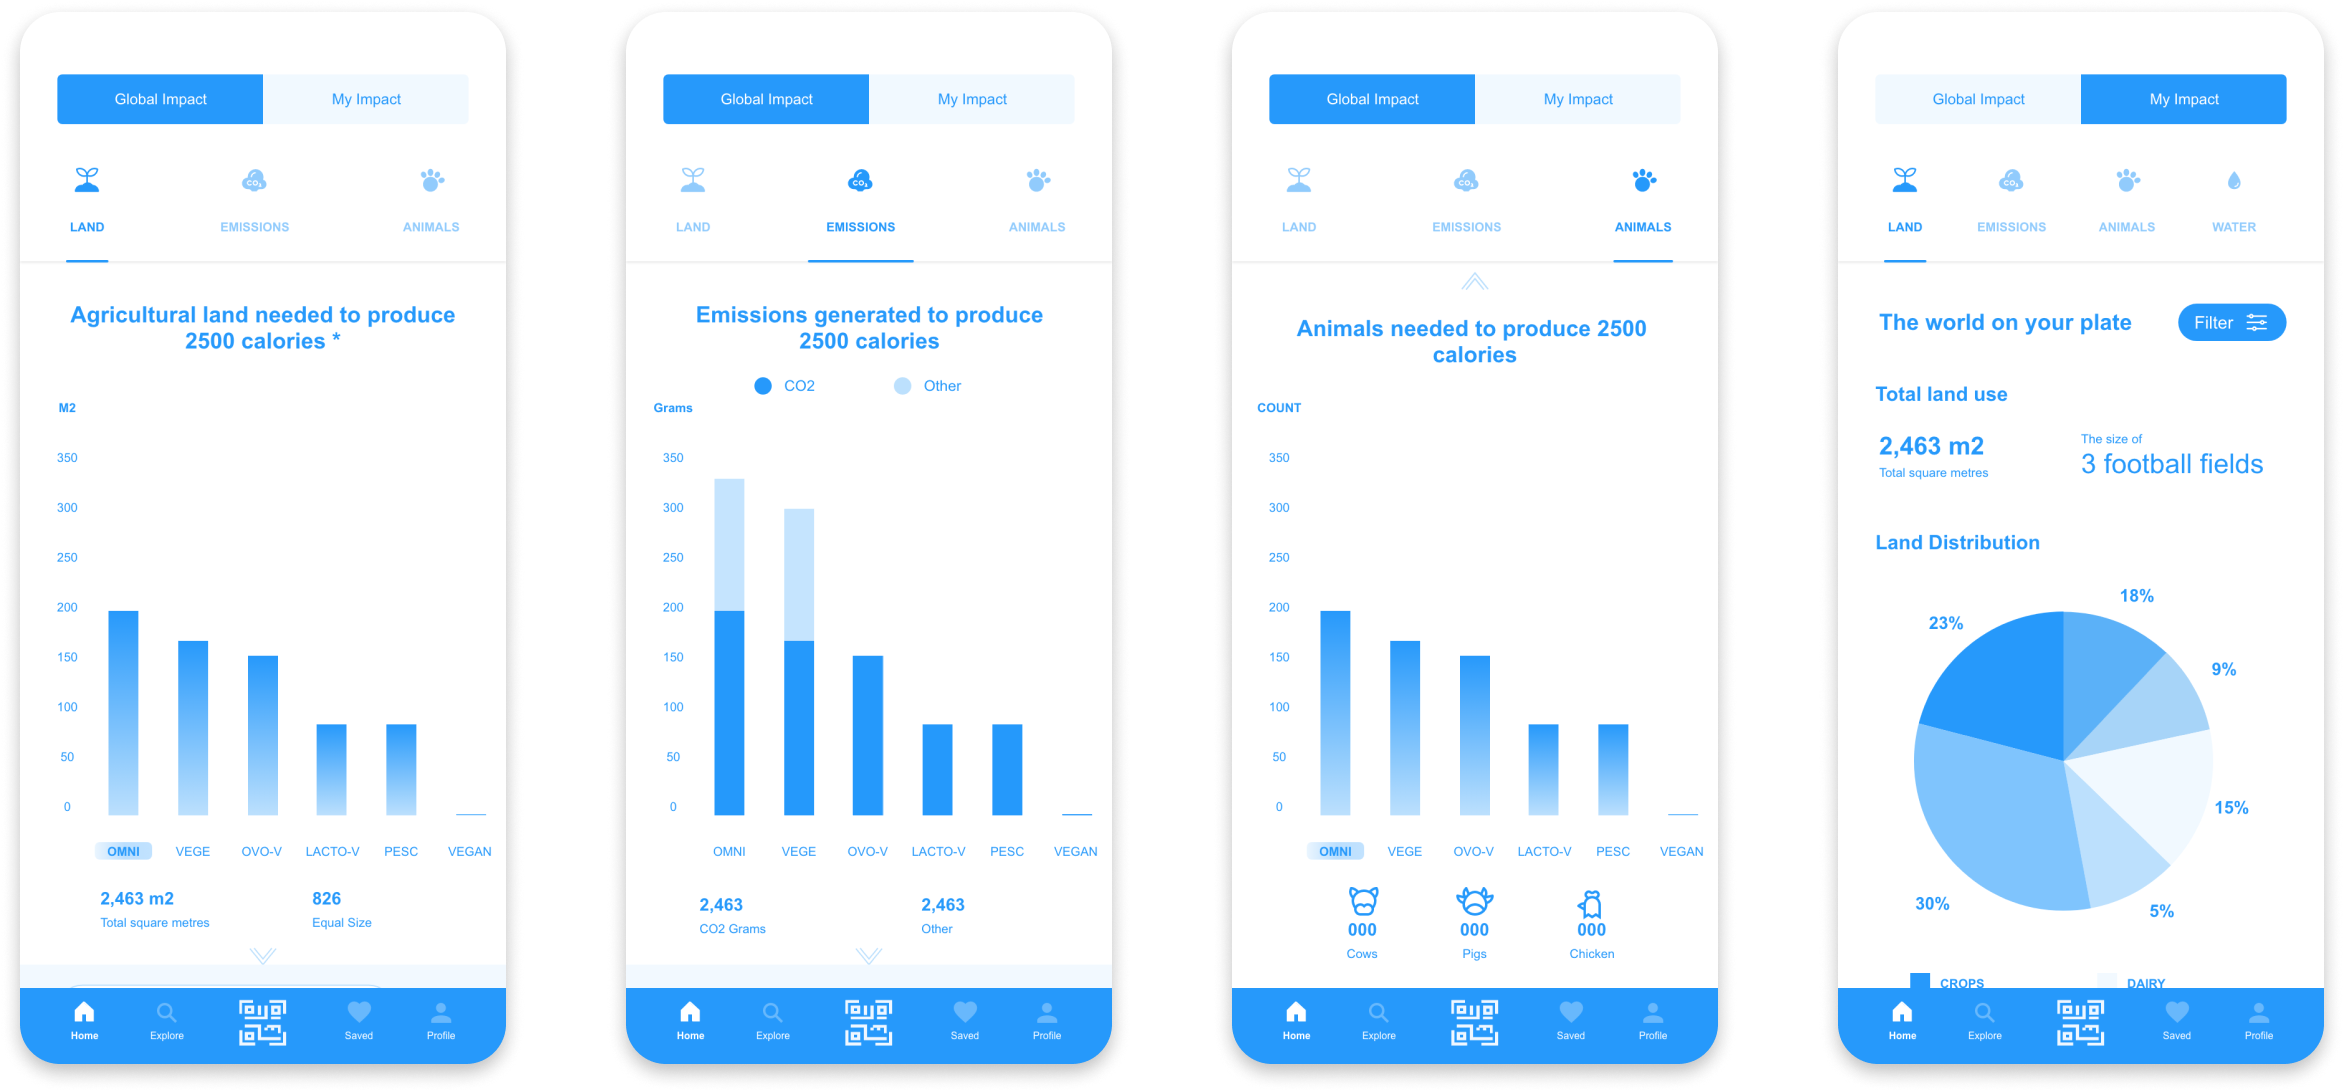 Global Impact My Impact
LAND EMISSIONS ANIMALS
Agricultural land needed to produce
2500 calories *
M2
350
300
250
200
150
100
50
0
OMNI VEGE OVO-V LACTO-V PESC VEGAN
2,463 m2 826
Total square metres Equal Size
Home Explore Saved Profile
Global Impact My Impact
CO2
LAND EMISSIONS ANIMALS
Emissions generated to produce
2500 calories
CO2 Other
Grams
350
300
250
200
150
100
50
0
OMNI VEGE OVO-V LACTO-V PESC VEGAN
2,463 2,463
CO2 Grams Other
Home Explore Saved Profile
Global Impact My Impact
CO2
LAND EMISSIONS ANIMALS
Animals needed to produce 2500
calories
COUNT
350
300
250
200
150
100
50
0
OMNI VEGE OVO-V LACTO-V PESC VEGAN
000 000 000
Cows Pigs Chicken
Home Explore Saved Profile
Global Impact My Impact
CO2
LAND EMISSIONS ANIMALS WATER
The world on your plate Filter
Total land use
2,463 m2 The size of
Total square metres 3 football fields
Land Distribution
18%
23%
9%
15%
30%
5%
CROPS DAIRY
Home Explore Saved Profile